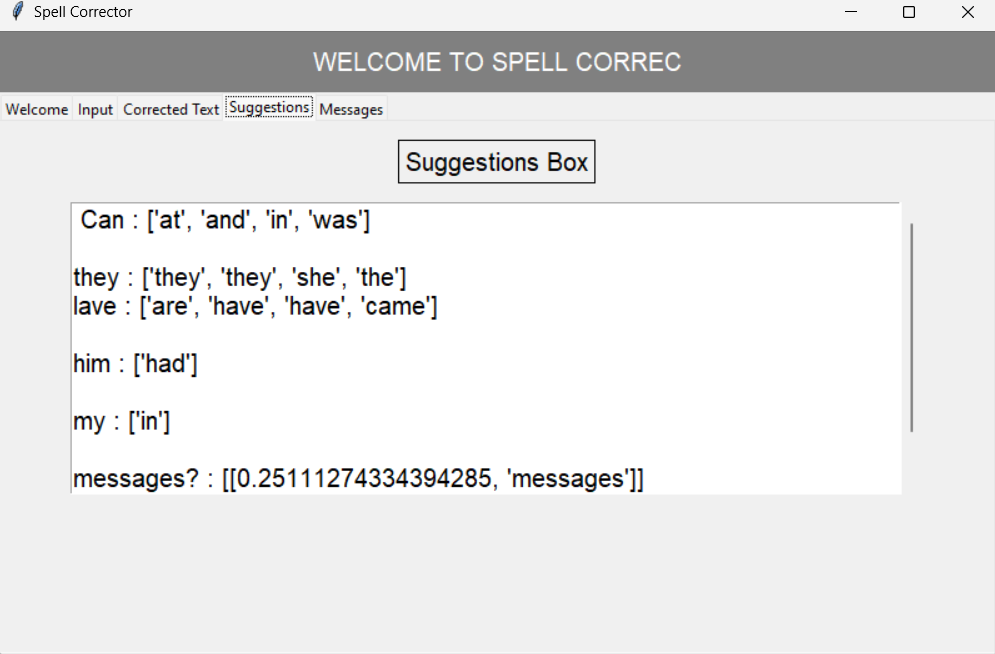 Spell Corrector
WELCOME TO SPELL CORREC
Welcome Input Corrected Text Suggestions Messages
Suggestions Box
Can : ['at', 'and', 'in', 'was']
they : ['they', 'they', 'she', 'the']
lave : ['are', 'have', 'have', 'came']
him : ['had']
my : ['in']
messages? : [[0.25111274334394285, 'messages']]